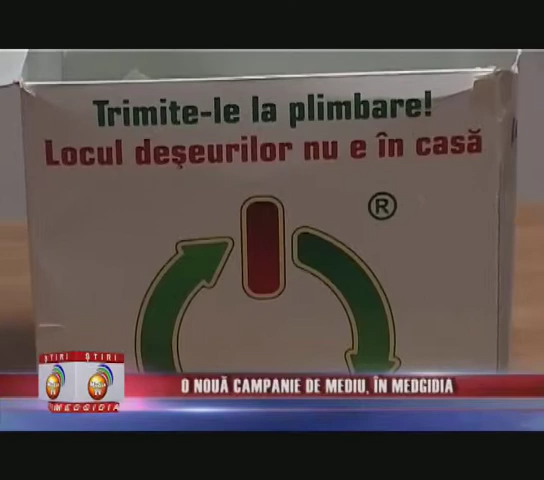 Trimite-le la plimbare!
Locul deşeurilor nu e în casă
®
ŞTIRI ŞTIRI
MEDGIDIA
O NOUĂ CAMPANIE DE MEDIU, ÎN MEDGIDIA